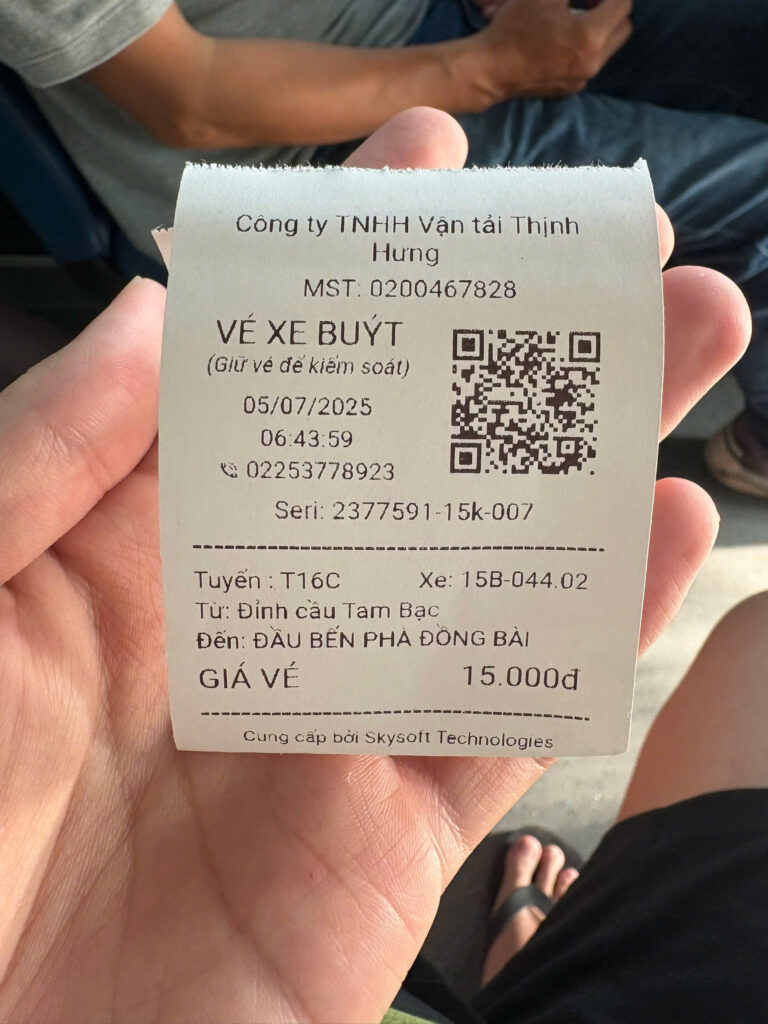 Công ty TNHH Vận tải Thịnh
Hưng
MST: 0200467828
VÉ XE BUÝT
(Giữ vé để kiểm soát)
05/07/2025
06:43:59
02253778923
Seri: 2377591-15k-007
Tuyến : T16C Xe: 15B-044.02
Từ: Đỉnh cầu Tam Bạc
Đến: ĐẦU BẾN PHÀ ĐỒNG BÀI
GIÁ VÉ 15.000đ
Cung cấp bởi Skysoft Technologies